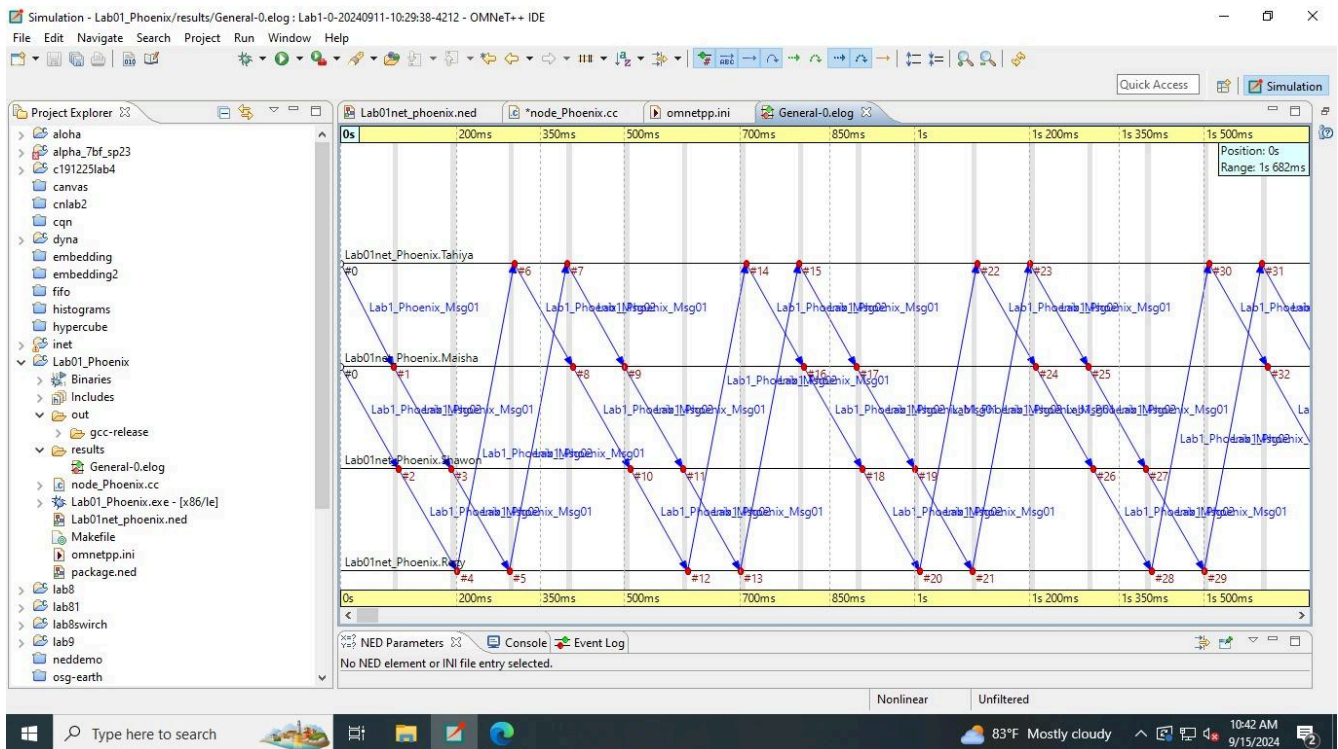 Simulation - Lab01_Phoenix/results/General-0.elog : Lab1-0-20240911-10:29:38-4212 - OMNeT++ IDE
File Edit Navigate Search Project Run Window Help
Quick Access
Simulation
Project Explorer
Lab01net_phoenix.ned
*node_Phoenix.cc
omnetpp.ini
General-0.elog
aloha
alpha_7bf_sp23
c191225lab4
canvas
cnlab2
cqn
dyna
embedding
embedding2
fifo
histograms
hypercube
inet
Lab01_Phoenix
Binaries
Includes
out
gcc-release
results
General-0.elog
node_Phoenix.cc
Lab01_Phoenix.exe - [x86/le]
Lab01net_phoenix.ned
Makefile
omnetpp.ini
package.ned
lab8
lab81
lab8swirch
lab9
neddemo
osg-earth
0s 200ms 350ms 500ms 700ms 850ms 1s 1s 200ms 1s 350ms 1s 500ms
Position: 0s
Range: 1s 682ms
Lab01net_Phoenix.Tahiya
#0 #6 #7 #14 #15 #22 #23 #30 #31
Lab1_Phoenix_Msg01
Lab01net_Phoenix.Maisha
#0 #1 #8 #9 #16 #17 #24 #25 #32
Lab01net_Phoenix.Shawon
#2 #3 #10 #11 #18 #19 #26 #27
#4 #5 #12 #13 #20 #21 #28 #29
0s 200ms 350ms 500ms 700ms 850ms 1s 1s 200ms 1s 350ms 1s 500ms
NED Parameters Console Event Log
No NED element or INI file entry selected.
Nonlinear Unfiltered
Type here to search
83°F Mostly cloudy
10:42 AM
9/15/2024
2